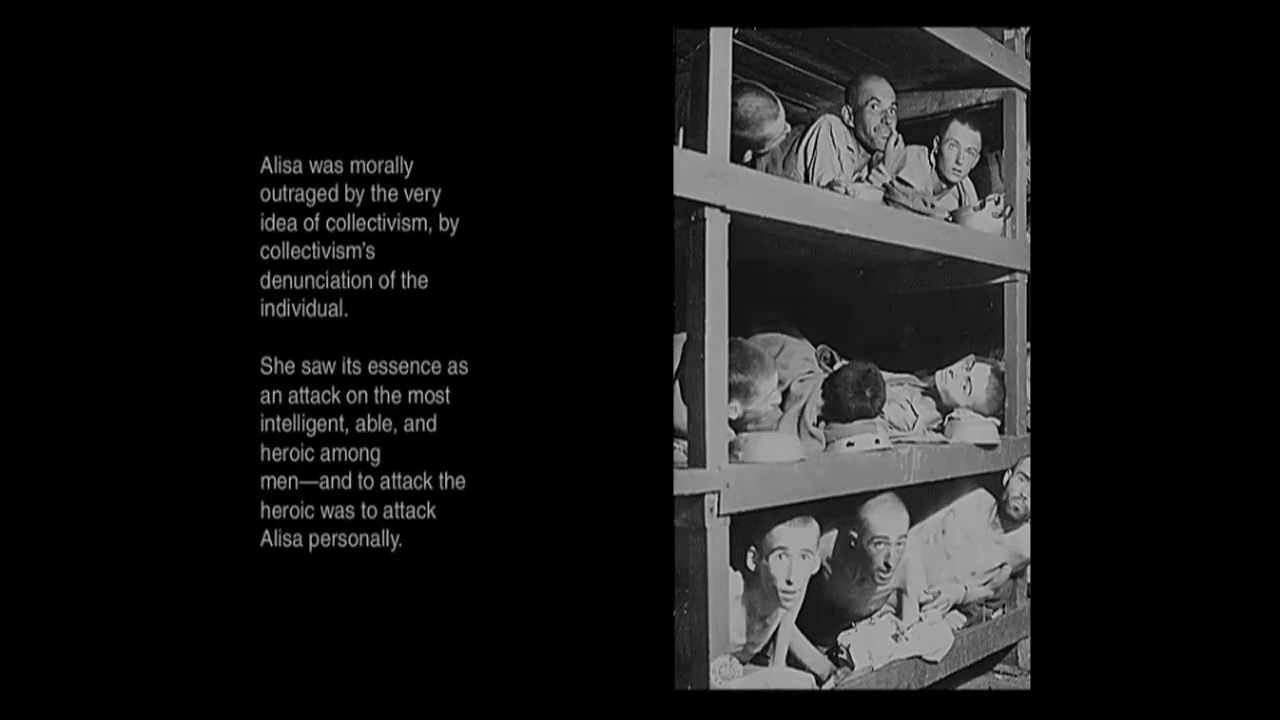 Alisa was morally
outraged by the very
idea of collectivism, by
collectivism's
denunciation of the
individual.
She saw its essence as
an attack on the most
intelligent, able, and
heroic among
men—and to attack the
heroic was to attack
Alisa personally.